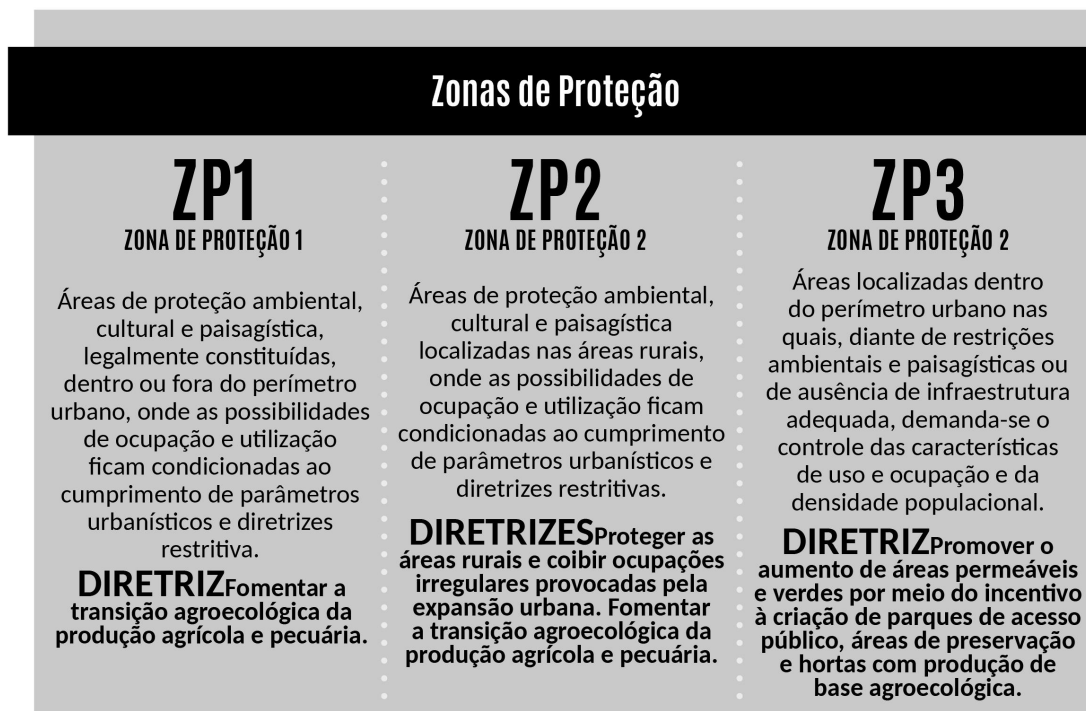 Zonas de Proteção
ZP1
ZONA DE PROTEÇÃO 1
Áreas de proteção ambiental,
cultural e paisagística,
legalmente constituídas,
dentro ou fora do perímetro
urbano, onde as possibilidades
de ocupação e utilização
ficam condicionadas ao
cumprimento de parâmetros
urbanísticos e diretrizes
restritiva.
DIRETRIZFomentar a
transição agroecológica da
produção agrícola e pecuária.
ZP2
ZONA DE PROTEÇÃO 2
Áreas de proteção ambiental,
cultural e paisagística
localizadas nas áreas rurais,
onde as possibilidades de
ocupação e utilização ficam
condicionadas ao cumprimento
de parâmetros urbanísticos e
diretrizes restritivas.
DIRETRIZESProteger as
áreas rurais e coibir ocupações
irregulares provocadas pela
expansão urbana. Fomentar
a transição agroecológica da
produção agrícola e pecuária.
ZP3
ZONA DE PROTEÇÃO 2
Áreas localizadas dentro
do perímetro urbano nas
quais, diante de restrições
ambientais e paisagísticas ou
de ausência de infraestrutura
adequada, demanda-se o
controle das características
de uso e ocupação e da
densidade populacional.
DIRETRIZPromover o
aumento de áreas permeáveis
e verdes por meio do incentivo
à criação de parques de acesso
público, áreas de preservação
e hortas com produção de
base agroecológica.